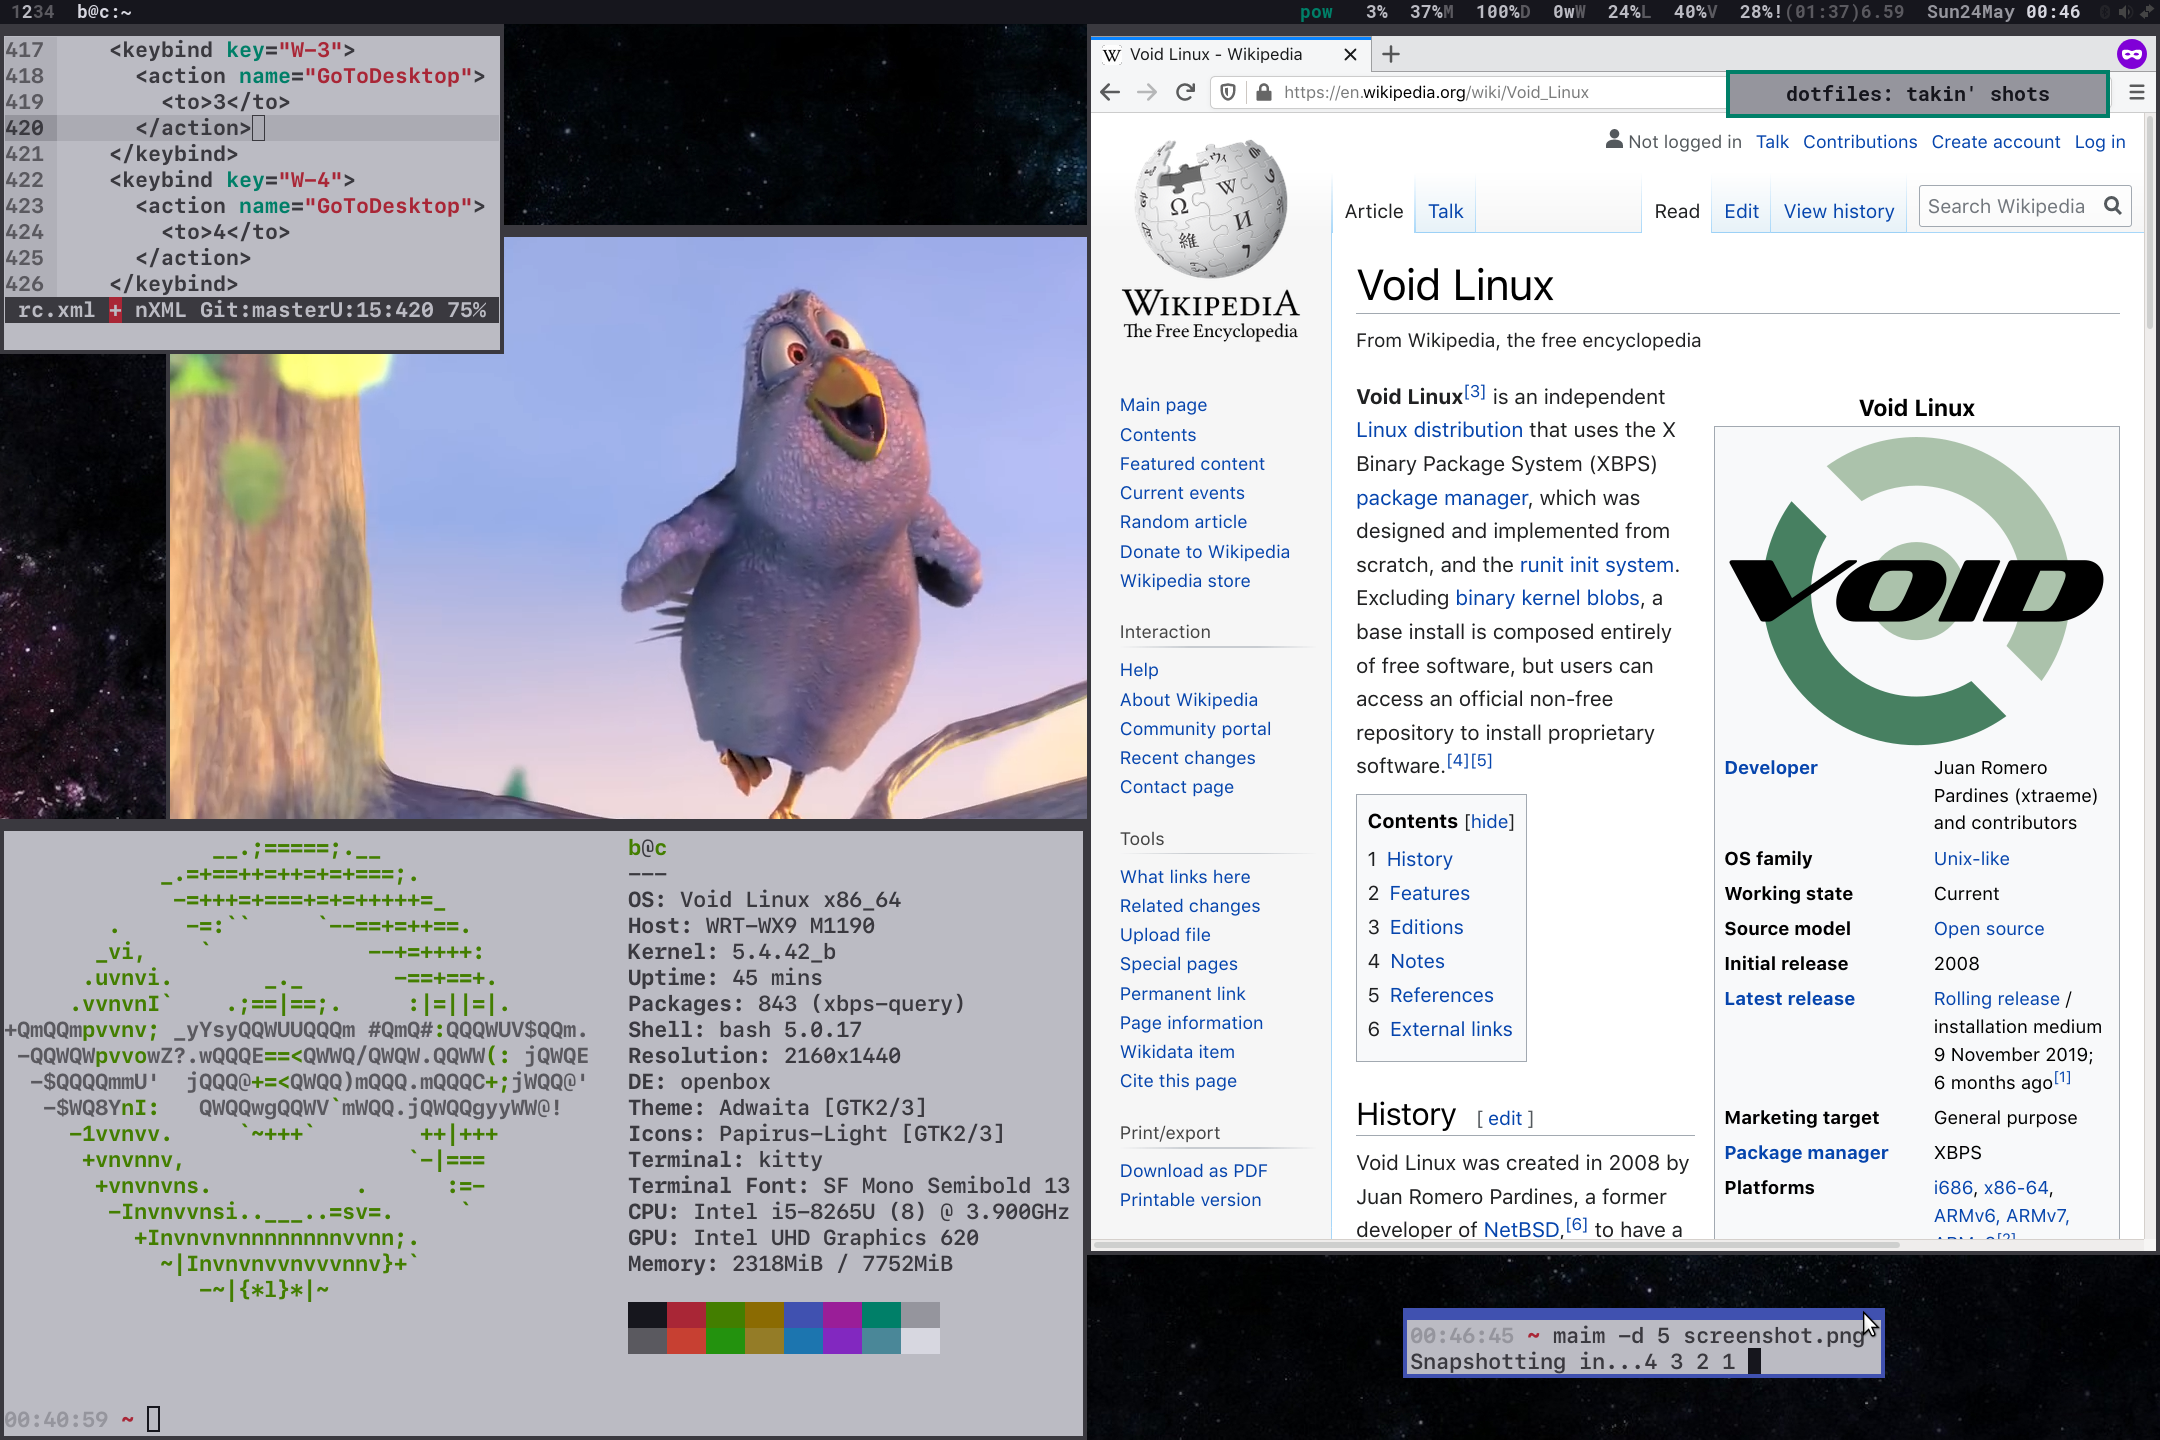 1234 b@c:~ pow 3% 37%M 100%D 0wW 24%L 40%V 28%!(01:37)6.59 Sun24May 00:46
417 <keybind key="W-3">
418 <action name="GoToDesktop">
419 <to>3</to>
420 </action>
421 </keybind>
422 <keybind key="W-4">
423 <action name="GoToDesktop">
424 <to>4</to>
425 </action>
426 </keybind>
rc.xml + nXML Git:masterU:15:420 75%
b@c
---
OS: Void Linux x86_64
Host: WRT-WX9 M1190
Kernel: 5.4.42_b
Uptime: 45 mins
Packages: 843 (xbps-query)
Shell: bash 5.0.17
Resolution: 2160x1440
DE: openbox
Theme: Adwaita [GTK2/3]
Icons: Papirus-Light [GTK2/3]
Terminal: kitty
Terminal Font: SF Mono Semibold 13
CPU: Intel i5-8265U (8) @ 3.900GHz
GPU: Intel UHD Graphics 620
Memory: 2318MiB / 7752MiB
00:40:59 ~
Void Linux - Wikipedia
https://en.wikipedia.org/wiki/Void_Linux
dotfiles: takin' shots
Not logged in Talk Contributions Create account Log in
Article Talk Read Edit View history Search Wikipedia
WIKIPEDIA
The Free Encyclopedia
Main page
Contents
Featured content
Current events
Random article
Donate to Wikipedia
Wikipedia store
Interaction
Help
About Wikipedia
Community portal
Recent changes
Contact page
Tools
What links here
Related changes
Upload file
Special pages
Permanent link
Page information
Wikidata item
Cite this page
Print/export
Download as PDF
Printable version
Void Linux
From Wikipedia, the free encyclopedia
Void Linux[3] is an independent
Linux distribution that uses the X
Binary Package System (XBPS)
package manager, which was
designed and implemented from
scratch, and the runit init system.
Excluding binary kernel blobs, a
base install is composed entirely
of free software, but users can
access an official non-free
repository to install proprietary
software.[4][5]
Contents [hide]
1 History
2 Features
3 Editions
4 Notes
5 References
6 External links
History [ edit ]
Void Linux was created in 2008 by
Juan Romero Pardines, a former
developer of NetBSD,[6] to have a
Void Linux
VOID
Developer Juan Romero
Pardines (xtraeme)
and contributors
OS family Unix-like
Working state Current
Source model Open source
Initial release 2008
Latest release Rolling release /
installation medium
9 November 2019;
6 months ago[1]
Marketing target General purpose
Package manager XBPS
Platforms i686, x86-64,
ARMv6, ARMv7,
00:46:45 ~ maim -d 5 screenshot.png
Snapshotting in...4 3 2 1